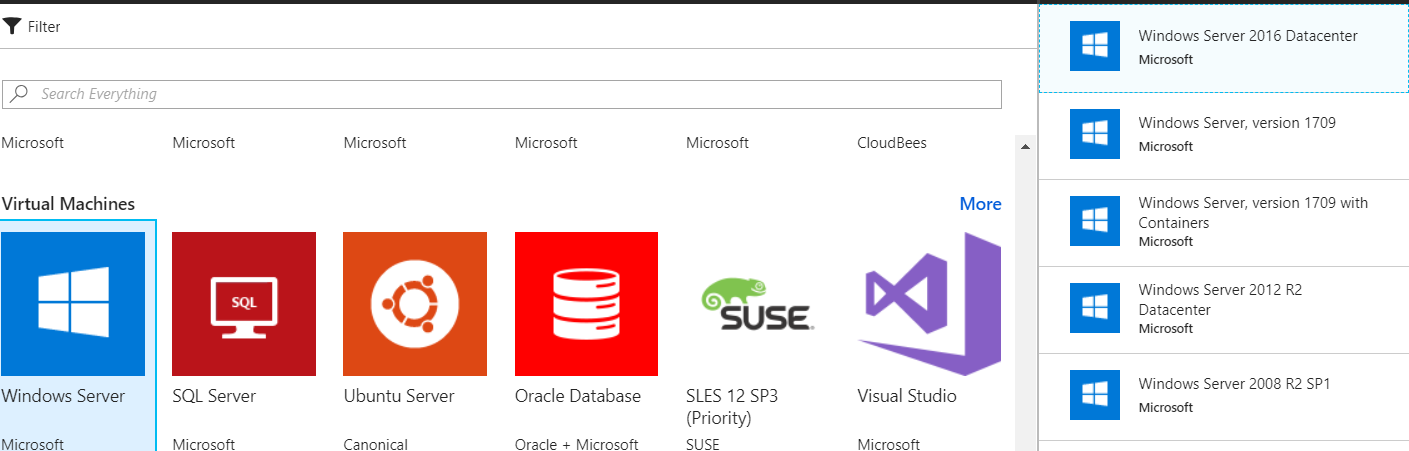 Filter
Search Everything
Microsoft Microsoft Microsoft Microsoft Microsoft CloudBees
Virtual Machines More
SQL
SUSE
Windows Server SQL Server Ubuntu Server Oracle Database SLES 12 SP3 Visual Studio
(Priority)
Microsoft Microsoft Canonical Oracle + Microsoft SUSE Microsoft
Windows Server 2016 Datacenter
Microsoft
Windows Server, version 1709
Microsoft
Windows Server, version 1709 with
Containers
Microsoft
Windows Server 2012 R2
Datacenter
Microsoft
Windows Server 2008 R2 SP1
Microsoft